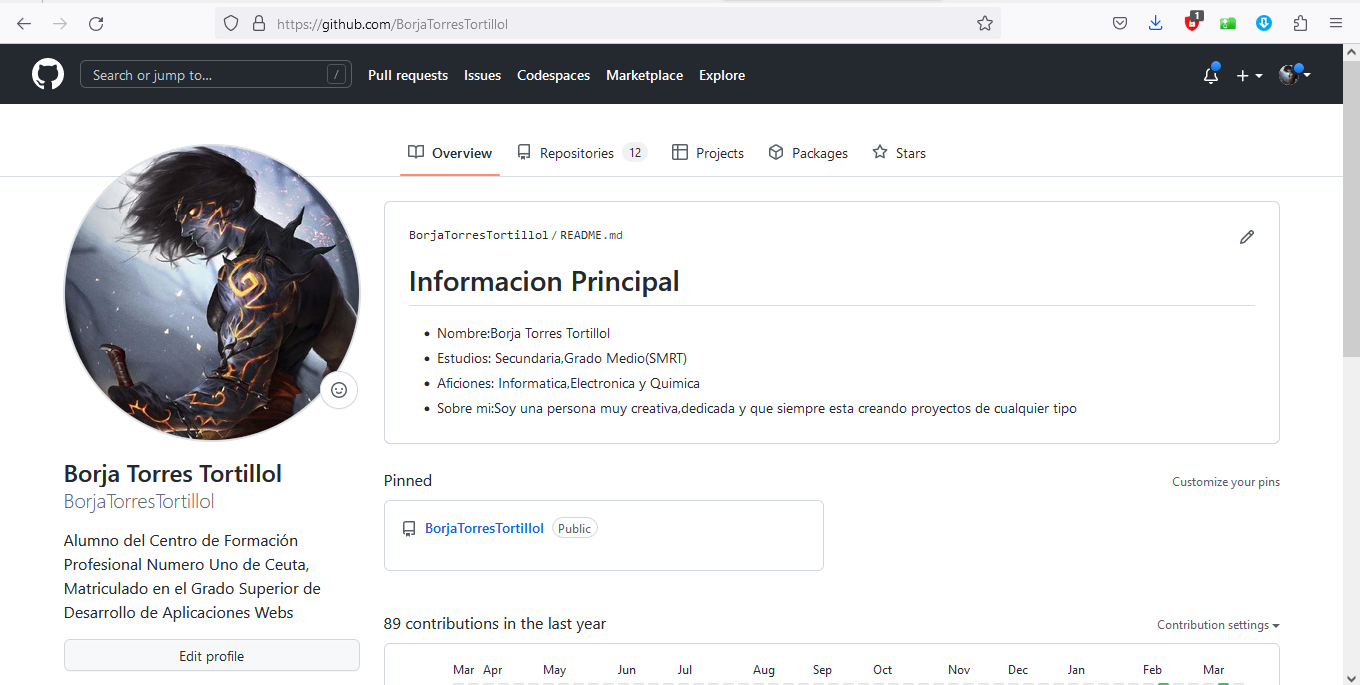 https://github.com/BorjaTorresTortillol
1
Search or jump to...
/
Pull requests
Issues
Codespaces
Marketplace
Explore
Overview
Repositories 12
Projects
Packages
Stars
BorjaTorresTortillol / README.md
Informacion Principal
Nombre:Borja Torres Tortillol
Estudios: Secundaria,Grado Medio(SMRT)
Aficiones: Informatica,Electronica y Quimica
Sobre mi:Soy una persona muy creativa,dedicada y que siempre esta creando proyectos de cualquier tipo
Borja Torres Tortillol
BorjaTorresTortillol
Alumno del Centro de Formación
Profesional Numero Uno de Ceuta,
Matriculado en el Grado Superior de
Desarrollo de Aplicaciones Webs
Edit profile
Pinned
Customize your pins
BorjaTorresTortillol Public
89 contributions in the last year
Contribution settings
Mar Apr May Jun Jul Aug Sep Oct Nov Dec Jan Feb Mar